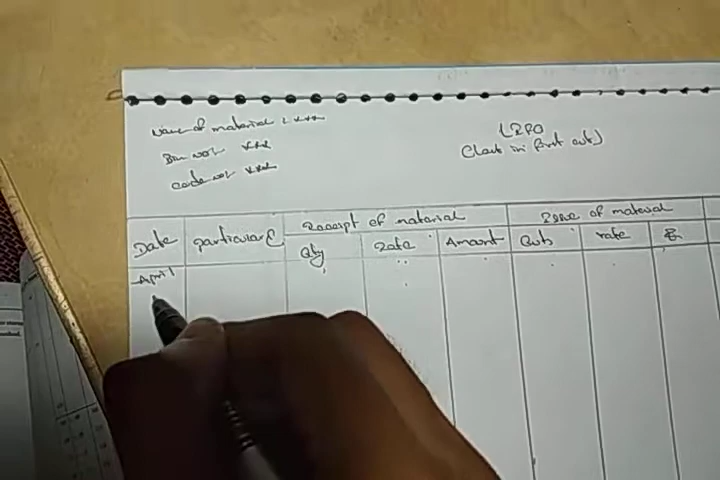 Name of material : xxx
Bin no: xxx
code no: xxx
LIFO
(Last in first out)
Date
particulars
Receipt of material
Issue of material
Qty
Rate
Amount
Qty
rate
April